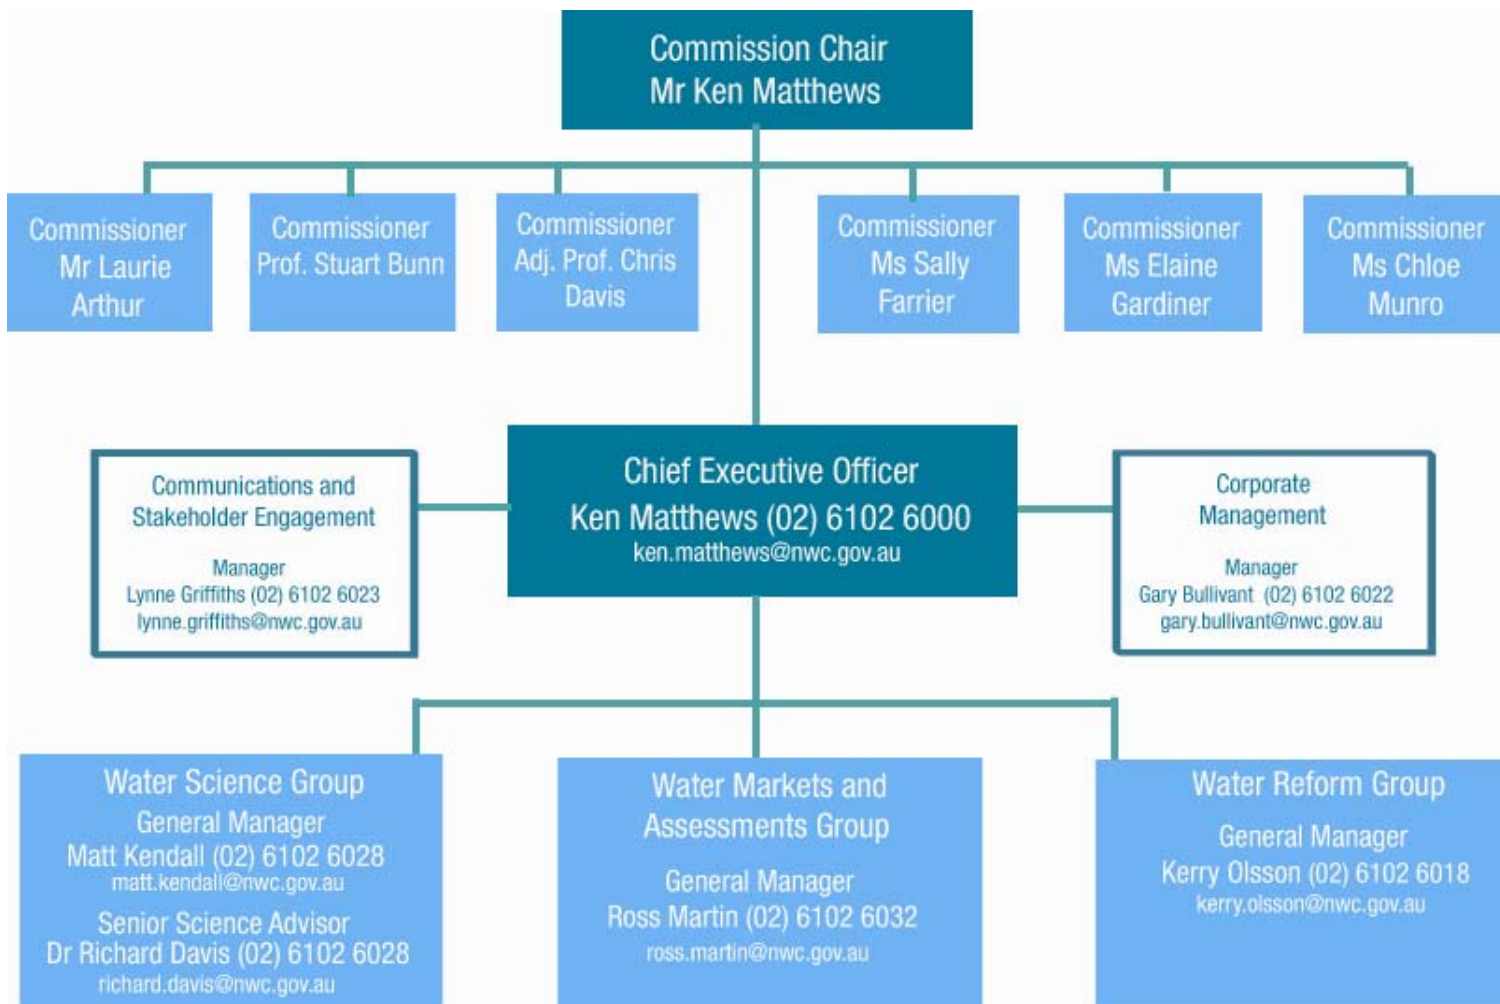 Commission Chair
Mr Ken Matthews
Commissioner
Mr Laurie
Arthur
Commissioner
Prof. Stuart Bunn
Commissioner
Adj. Prof. Chris
Davis
Commissioner
Ms Sally
Farrier
Commissioner
Ms Elaine
Gardiner
Commissioner
Ms Chloe
Munro
Communications and
Stakeholder Engagement
Manager
Lynne Griffiths (02) 6102 6023
lynne.griffiths@nwc.gov.au
Chief Executive Officer
Ken Matthews (02) 6102 6000
ken.matthews@nwc.gov.au
Corporate
Management
Manager
Gary Bullivant (02) 6102 6022
gary.bullivant@nwc.gov.au
Water Science Group
General Manager
Matt Kendall (02) 6102 6028
matt.kendall@nwc.gov.au
Senior Science Advisor
Dr Richard Davis (02) 6102 6028
richard.davis@nwc.gov.au
Water Markets and
Assessments Group
General Manager
Ross Martin (02) 6102 6032
ross.martin@nwc.gov.au
Water Reform Group
General Manager
Kerry Olsson (02) 6102 6018
kerry.olsson@nwc.gov.au